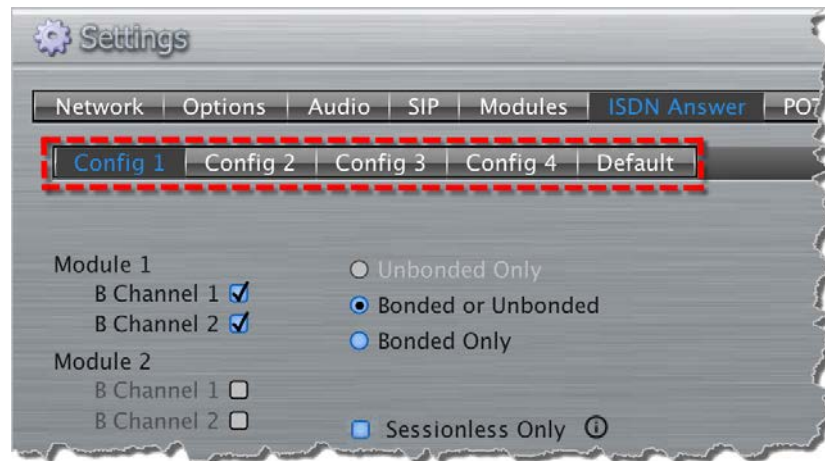 Settings
Network Options Audio SIP Modules ISDN Answer
Config 1 Config 2 Config 3 Config 4 Default
Module 1
B Channel 1
B Channel 2
Unbonded Only
Bonded or Unbonded
Bonded Only
Module 2
B Channel 1
B Channel 2
Sessionless Only